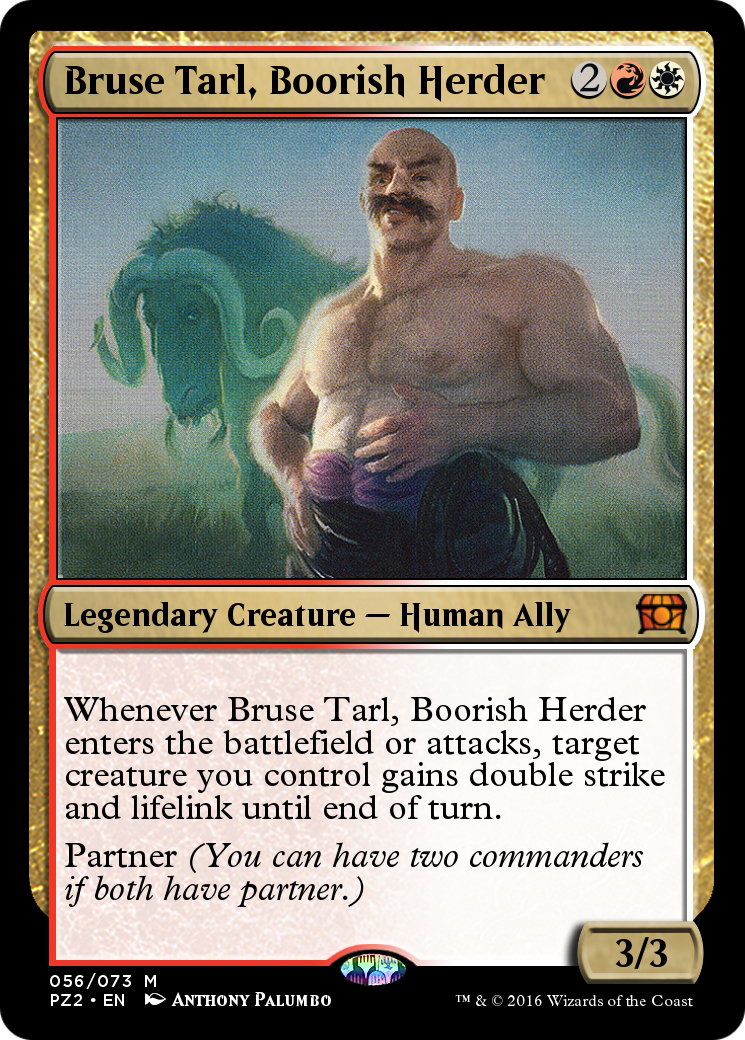 Bruse Tarl, Boorish Herder 2
Legendary Creature — Human Ally
Whenever Bruse Tarl, Boorish Herder
enters the battlefield or attacks, target
creature you control gains double strike
and lifelink until end of turn.
Partner (You can have two commanders
if both have partner.)
3/3
056/073 M
PZ2 • EN Anthony Palumbo
™ & © 2016 Wizards of the Coast